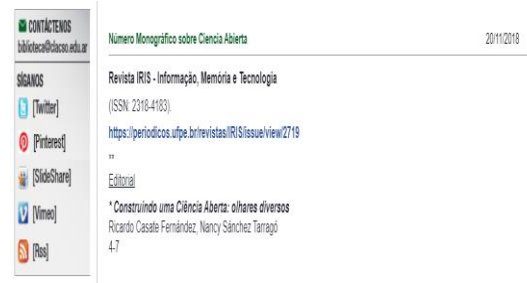 CONTÁCTENOS
biblioteca@clacso.edu.ar
SÍGANOS
[Twitter]
[Pinterest]
[SlideShare]
[Vimeo]
[Rss]
Número Monográfico sobre Ciencia Abierta 20/11/2018
Revista IRIS - Informação, Memória e Tecnologia
(ISSN: 2318-4183).
https://periodicos.ufpe.br/revistas/IRIS/issue/view/2719
**
Editorial
* Construindo uma Ciência Aberta: olhares diversos
Ricardo Casate Fernández, Nancy Sánchez Tarragó
4-7